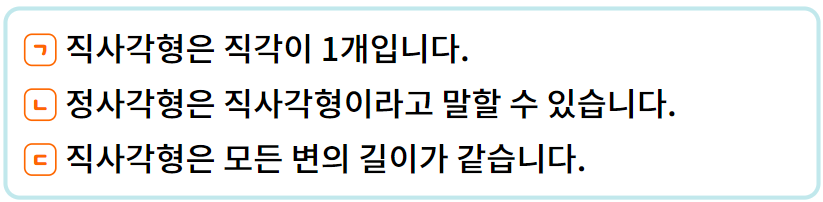 ㄱ 직사각형은 직각이 1개입니다.
ㄴ 정사각형은 직사각형이라고 말할 수 있습니다.
ㄷ 직사각형은 모든 변의 길이가 같습니다.